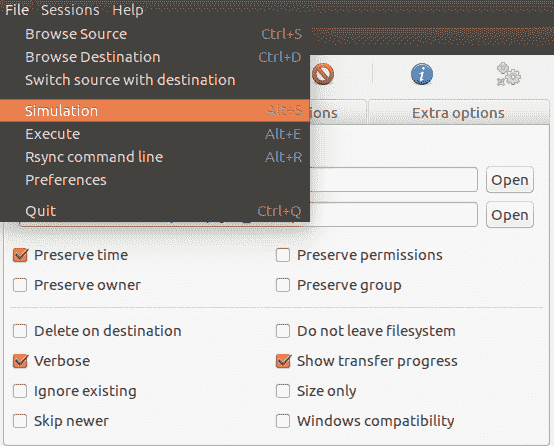 File Sessions Help
Browse Source Ctrl+S
Browse Destination Ctrl+D
Switch source with destination
Simulation Alt+S
Execute Alt+E
Rsync command line Alt+R
Preferences
Quit Ctrl+Q
ions Extra options
Open
Open
Preserve time Preserve permissions
Preserve owner Preserve group
Delete on destination Do not leave filesystem
Verbose Show transfer progress
Ignore existing Size only
Skip newer Windows compatibility